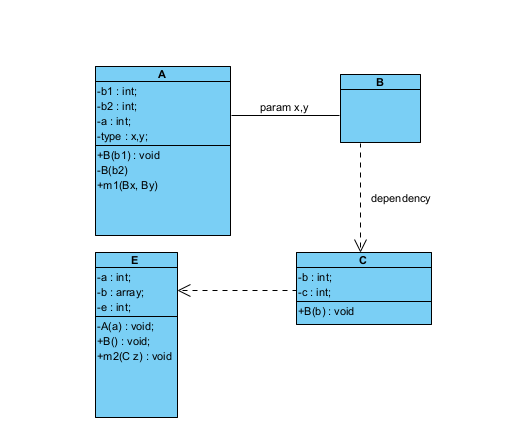 A
-b1 : int;
-b2 : int;
-a : int;
-type : x,y;
+B(b1) : void
-B(b2)
+m1(Bx, By)
param x,y
B
dependency
E
-a : int;
-b : array;
-e : int;
-A(a) : void;
+B() : void;
+m2(C z) : void
C
-b : int;
-c : int;
+B(b) : void